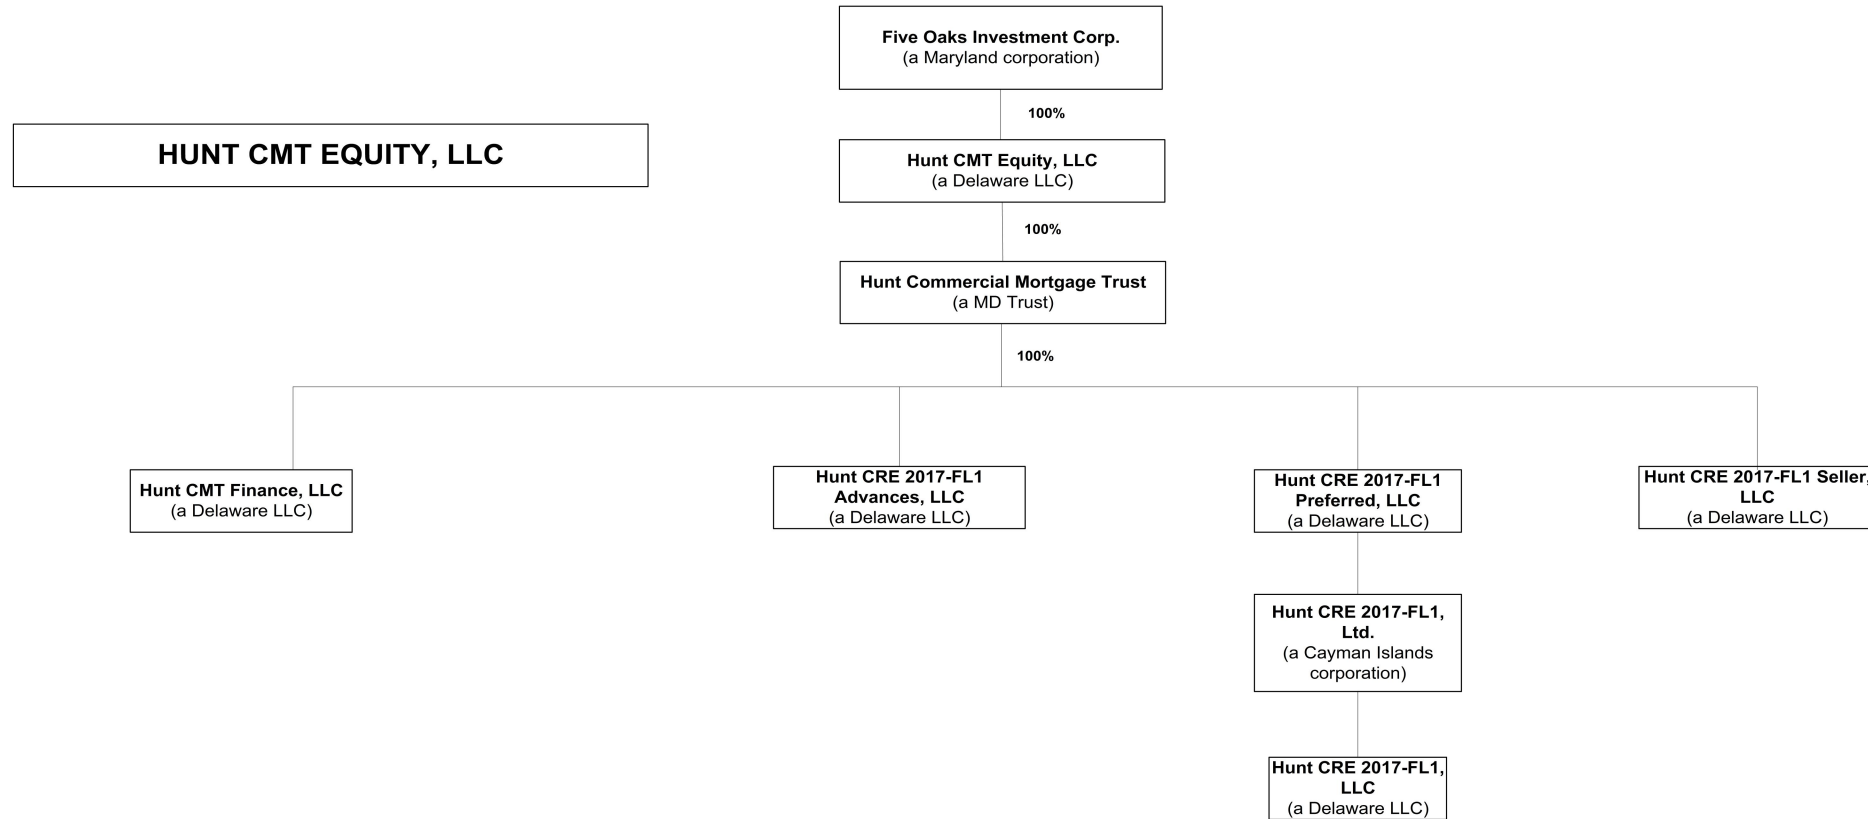 Five Oaks Investment Corp.
(a Maryland corporation)
100%
HUNT CMT EQUITY, LLC
Hunt CMT Equity, LLC
(a Delaware LLC)
100%
Hunt Commercial Mortgage Trust
(a MD Trust)
100%
Hunt CMT Finance, LLC
(a Delaware LLC)
Hunt CRE 2017-FL1
Advances, LLC
(a Delaware LLC)
Hunt CRE 2017-FL1
Preferred, LLC
(a Delaware LLC)
Hunt CRE 2017-FL1 Seller,
LLC
(a Delaware LLC)
Hunt CRE 2017-FL1,
Ltd.
(a Cayman Islands
corporation)
Hunt CRE 2017-FL1,
LLC
(a Delaware LLC)